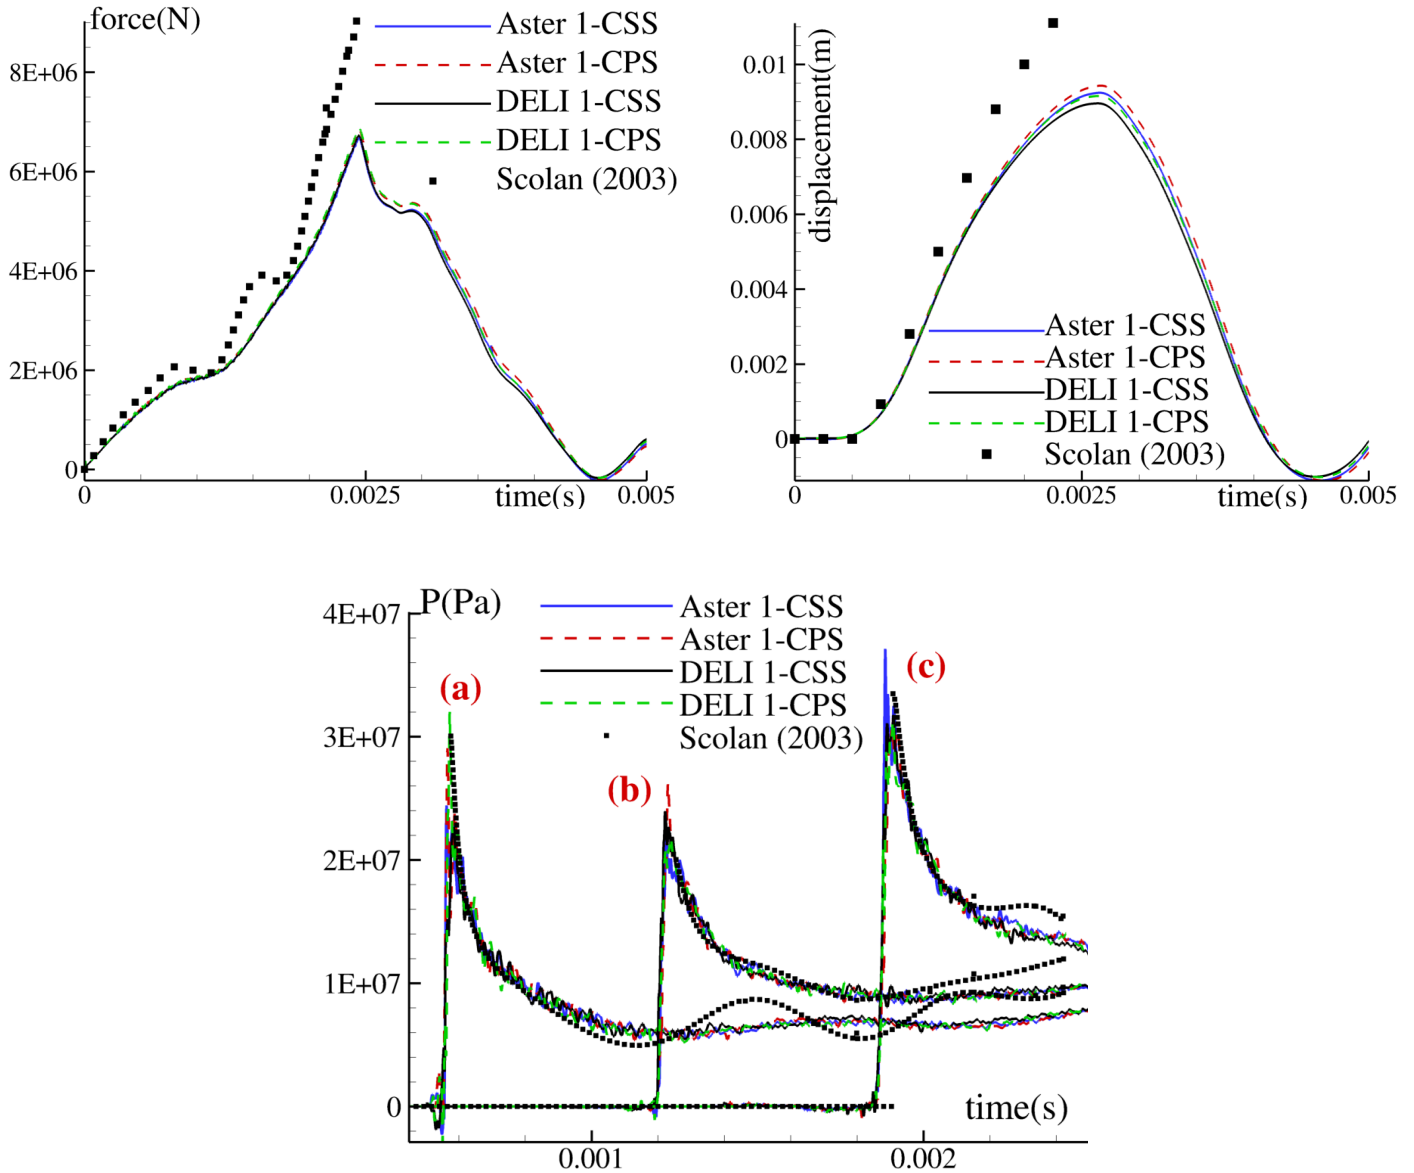 force(N)
Aster 1-CSS
Aster 1-CPS
DELI 1-CSS
DELI 1-CPS
Scolan (2003)
8E+06
6E+06
4E+06
2E+06
0
0
0.0025
time(s)
0.005
displacement(m)
0.01
0.008
0.006
0.004
0.002
0
Aster 1-CSS
Aster 1-CPS
DELI 1-CSS
DELI 1-CPS
Scolan (2003)
0
0.0025
time(s)
0.005
P(Pa)
Aster 1-CSS
Aster 1-CPS
DELI 1-CSS
DELI 1-CPS
Scolan (2003)
(a)
(b)
(c)
4E+07
3E+07
2E+07
1E+07
0
time(s)
0.001
0.002